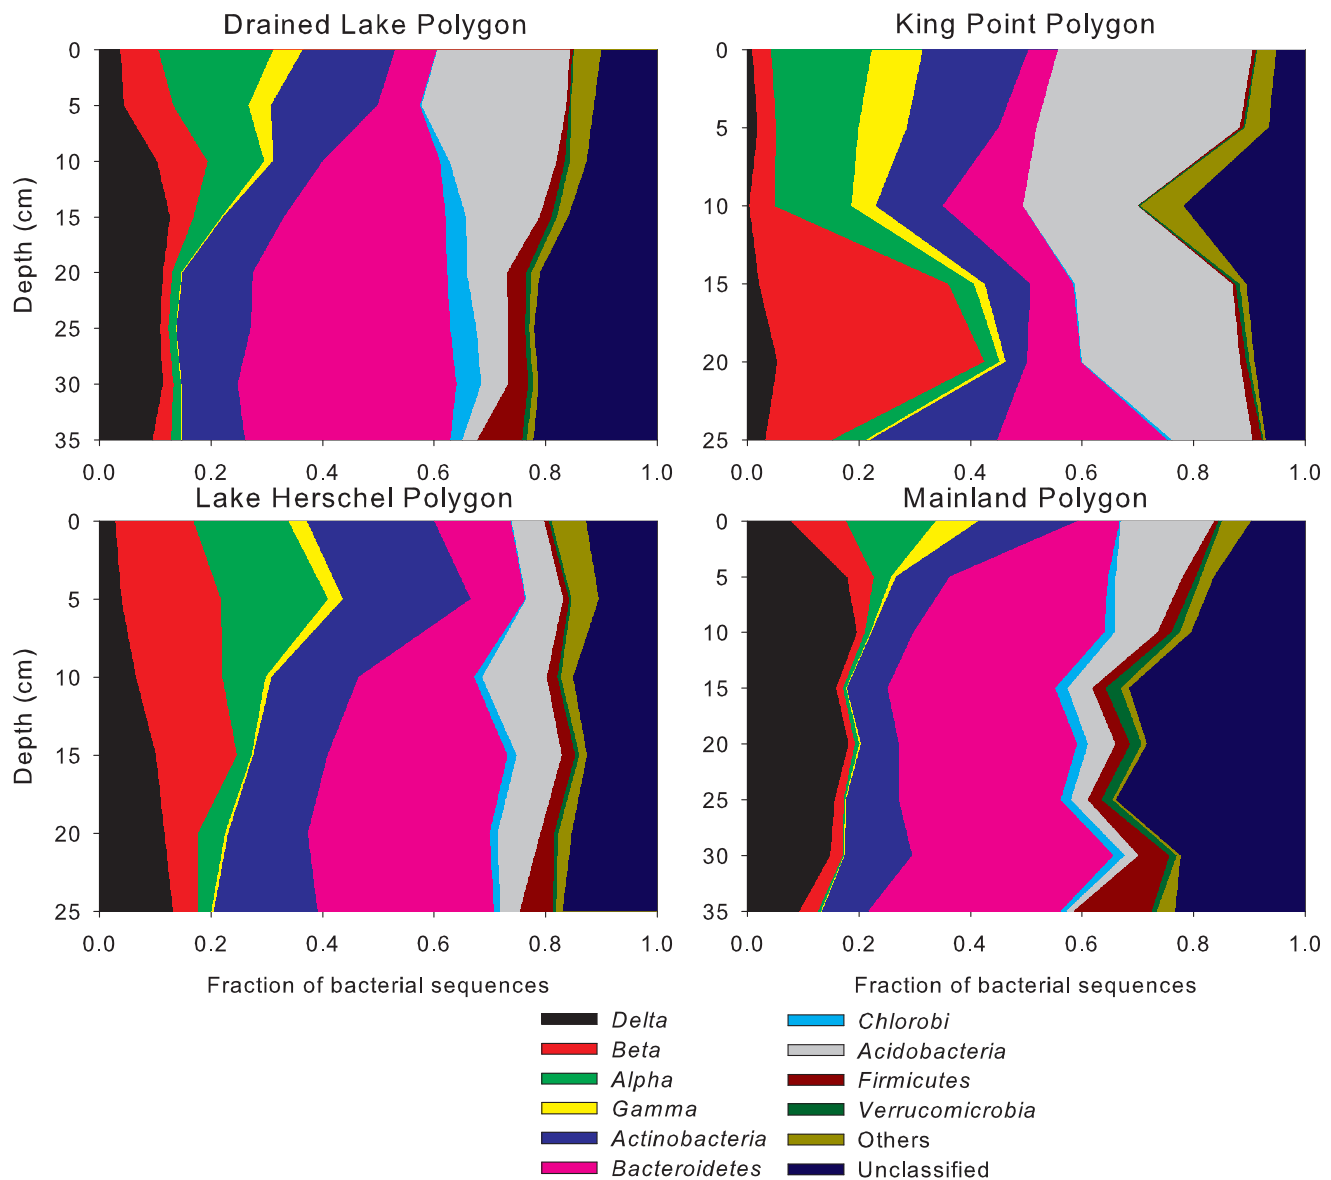 Drained Lake Polygon
King Point Polygon
0
5
10
15
20
25
30
35
Depth (cm)
0.0 0.2 0.4 0.6 0.8 1.0
0
5
10
15
20
25
0.0 0.2 0.4 0.6 0.8 1.0
Lake Herschel Polygon
Mainland Polygon
0
5
10
15
20
25
Depth (cm)
0.0 0.2 0.4 0.6 0.8 1.0
Fraction of bacterial sequences
0
5
10
15
20
25
30
35
0.0 0.2 0.4 0.6 0.8 1.0
Fraction of bacterial sequences
Delta
Beta
Alpha
Gamma
Actinobacteria
Bacteroidetes
Chlorobi
Acidobacteria
Firmicutes
Verrucomicrobia
Others
Unclassified